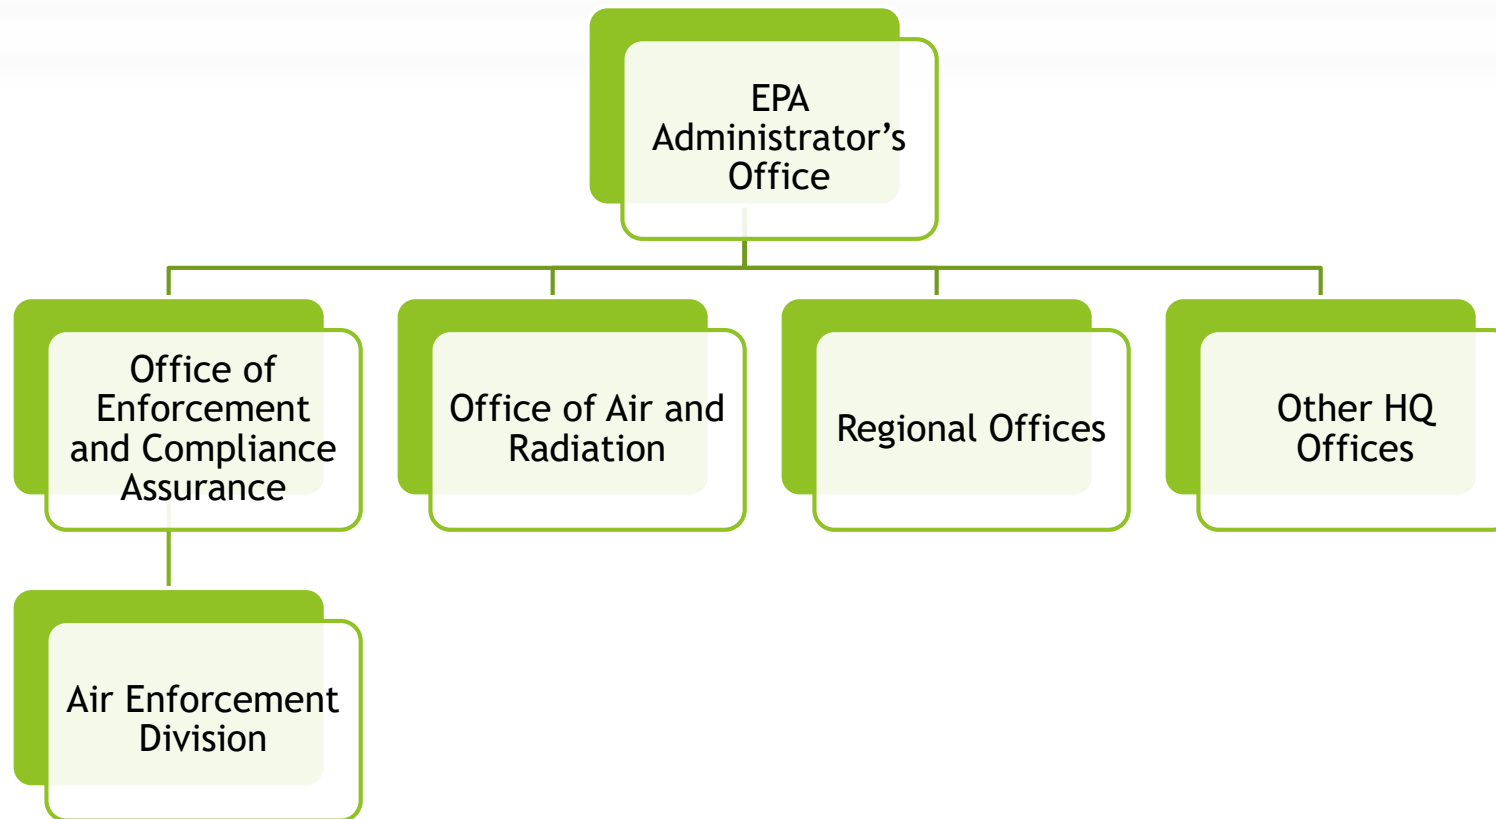 EPA
Administrator’s
Office
Office of
Enforcement
and Compliance
Assurance
Office of Air and
Radiation
Regional Offices
Other HQ
Offices
Air Enforcement
Division